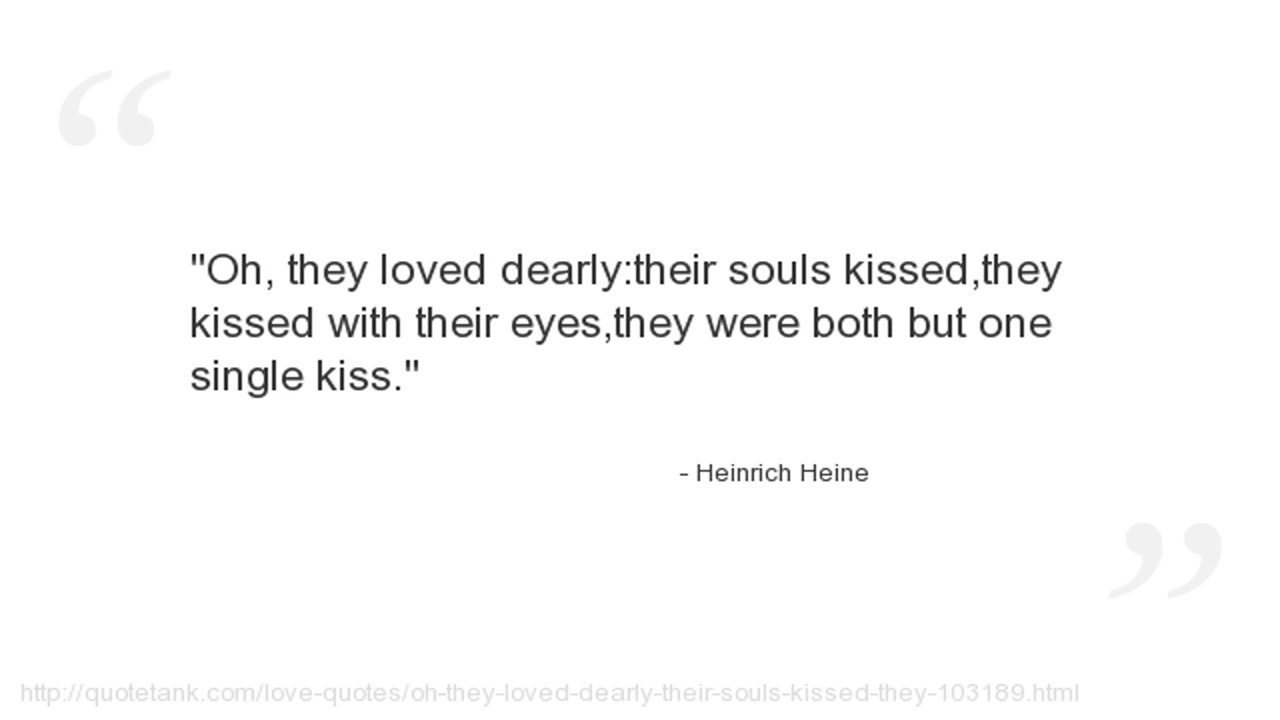 "Oh, they loved dearly:their souls kissed,they
kissed with their eyes,they were both but one
single kiss."
- Heinrich Heine
http://quotetank.com/love-quotes/oh-they-loved-dearly-their-souls-kissed-they-103189.html